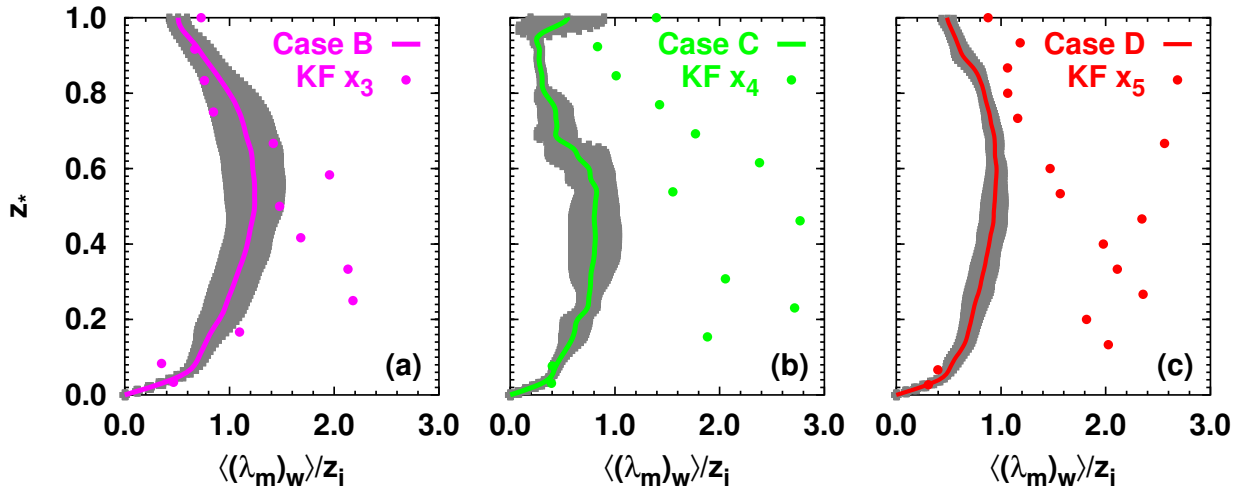 1.0
0.8
0.6
0.4
0.2
0.0
z*
Case B
KF x3
(a)
0.0 1.0 2.0 3.0
⟨(λm)w⟩/zi
Case C
KF x4
(b)
0.0 1.0 2.0 3.0
⟨(λm)w⟩/zi
Case D
KF x5
(c)
0.0 1.0 2.0 3.0
⟨(λm)w⟩/zi